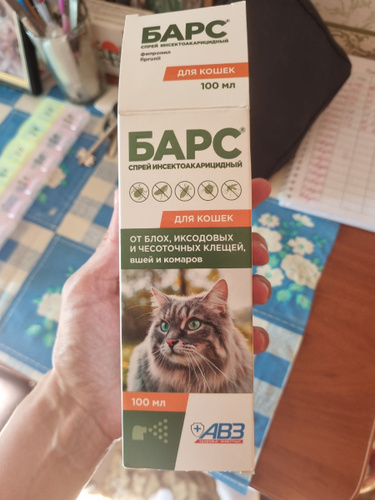 БАРС®
СПРЕЙ ИНСЕКТОАКАРИЦИДНЫЙ
фипронил
fipronil
ДЛЯ КОШЕК
100 МЛ
БАРС®
СПРЕЙ ИНСЕКТОАКАРИЦИДНЫЙ
ДЛЯ КОШЕК
ОТ БЛОХ, ИКСОДОВЫХ
И ЧЕСОТОЧНЫХ КЛЕЩЕЙ,
вшей и комаров
100 МЛ
АВЗ